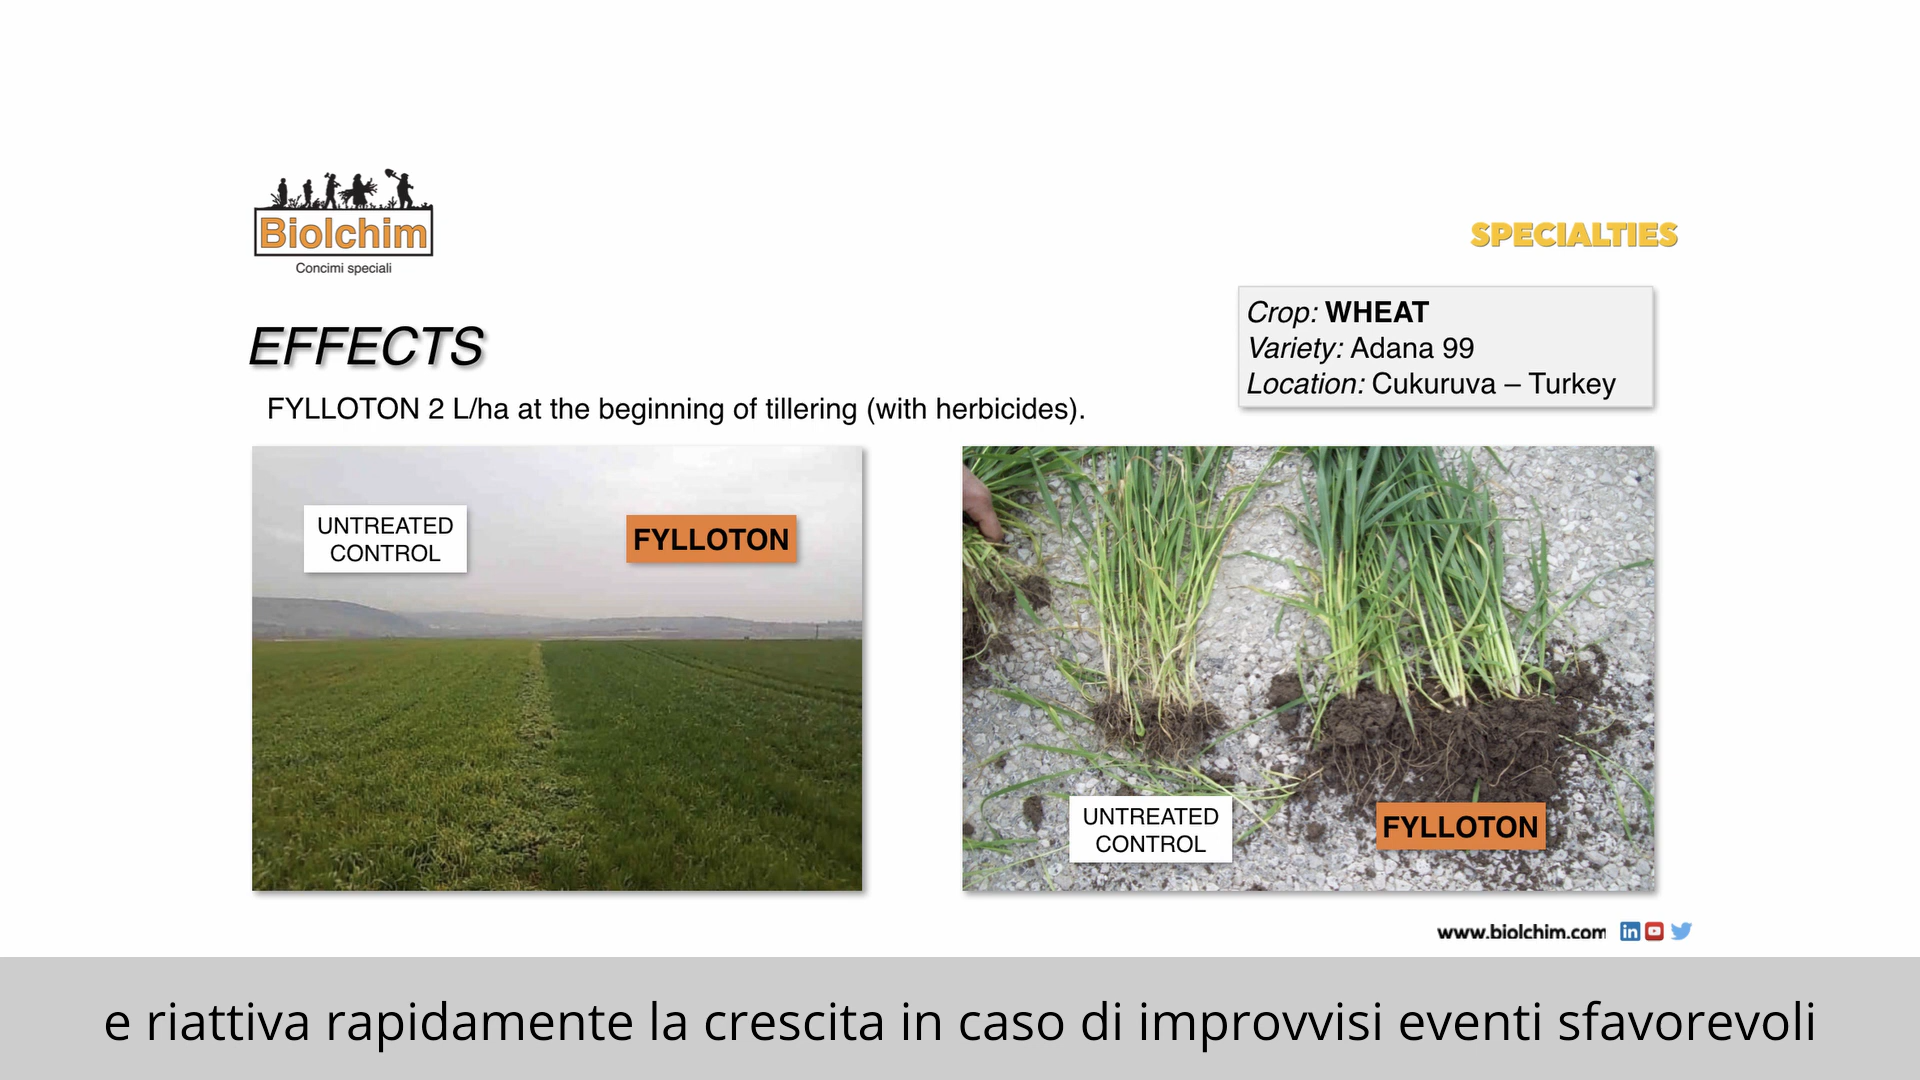 Biolchim
Concimi speciali
SPECIALTIES
Crop: WHEAT
Variety: Adana 99
Location: Cukuruva – Turkey
EFFECTS
FYLLOTON 2 L/ha at the beginning of tillering (with herbicides).
UNTREATED
CONTROL
FYLLOTON
UNTREATED
CONTROL
FYLLOTON
www.biolchim.com
in
e riattiva rapidamente la crescita in caso di improvvisi eventi sfavorevoli